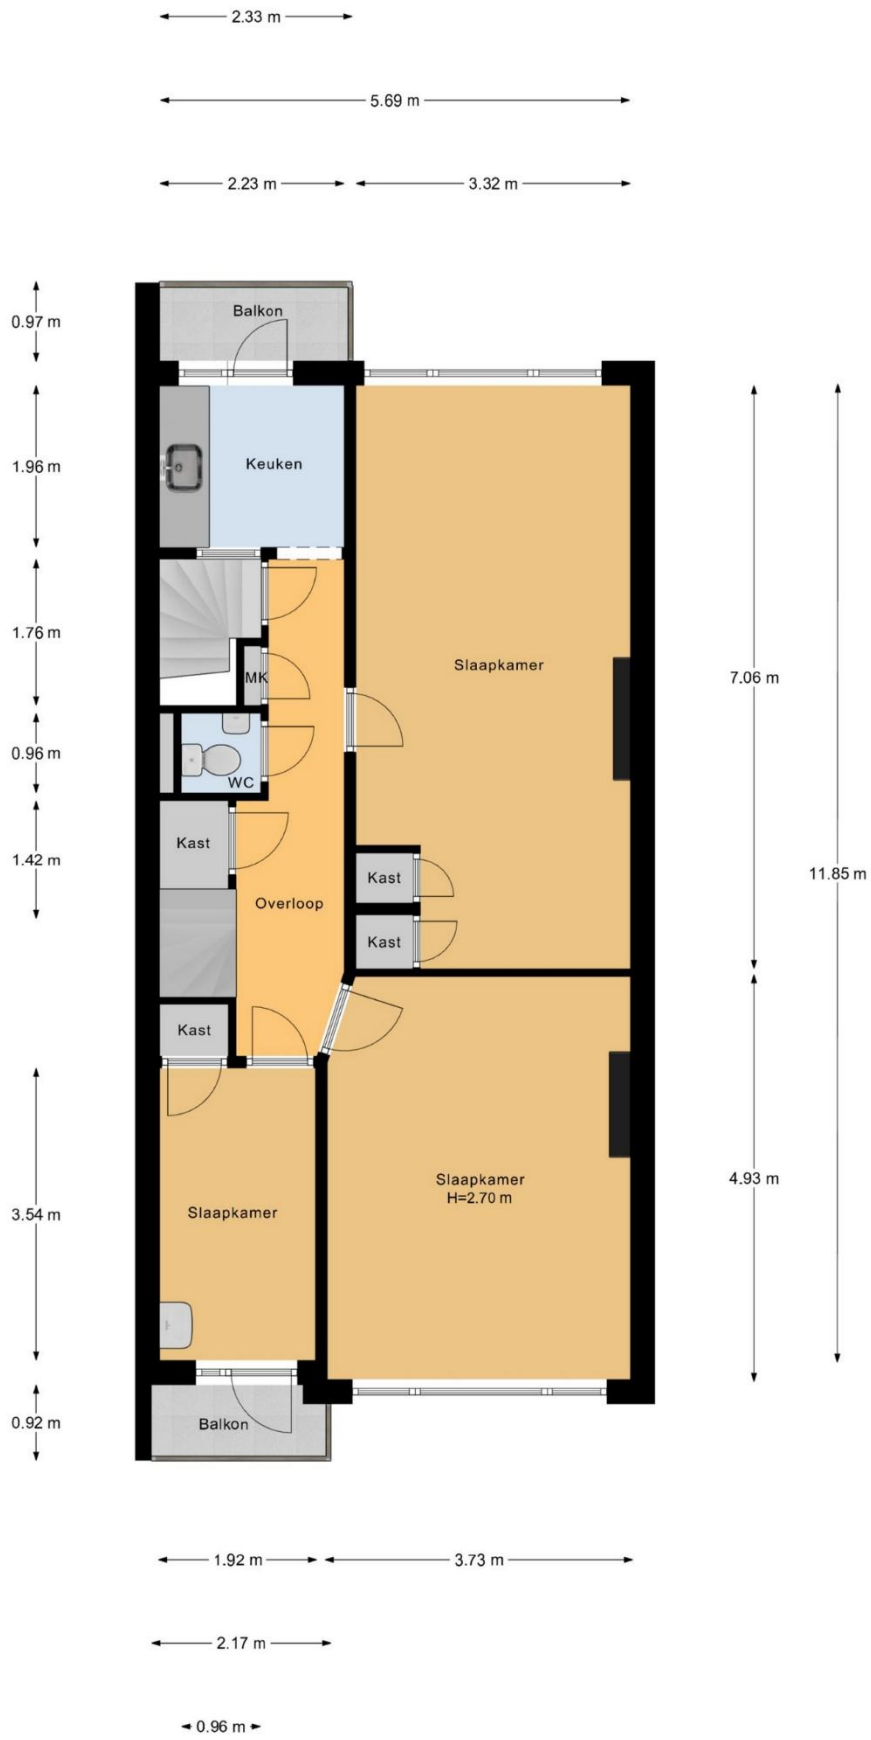 2.33 m
5.69 m
2.23 m
3.32 m
Balkon
0.97 m
Keuken
1.96 m
1.76 m
MK
Slaapkamer
7.06 m
0.96 m
WC
Kast
1.42 m
Kast
11.85 m
Overloop
Kast
Kast
Slaapkamer
H=2.70 m
4.93 m
Slaapkamer
3.54 m
Balkon
0.92 m
1.92 m
3.73 m
2.17 m
0.96 m